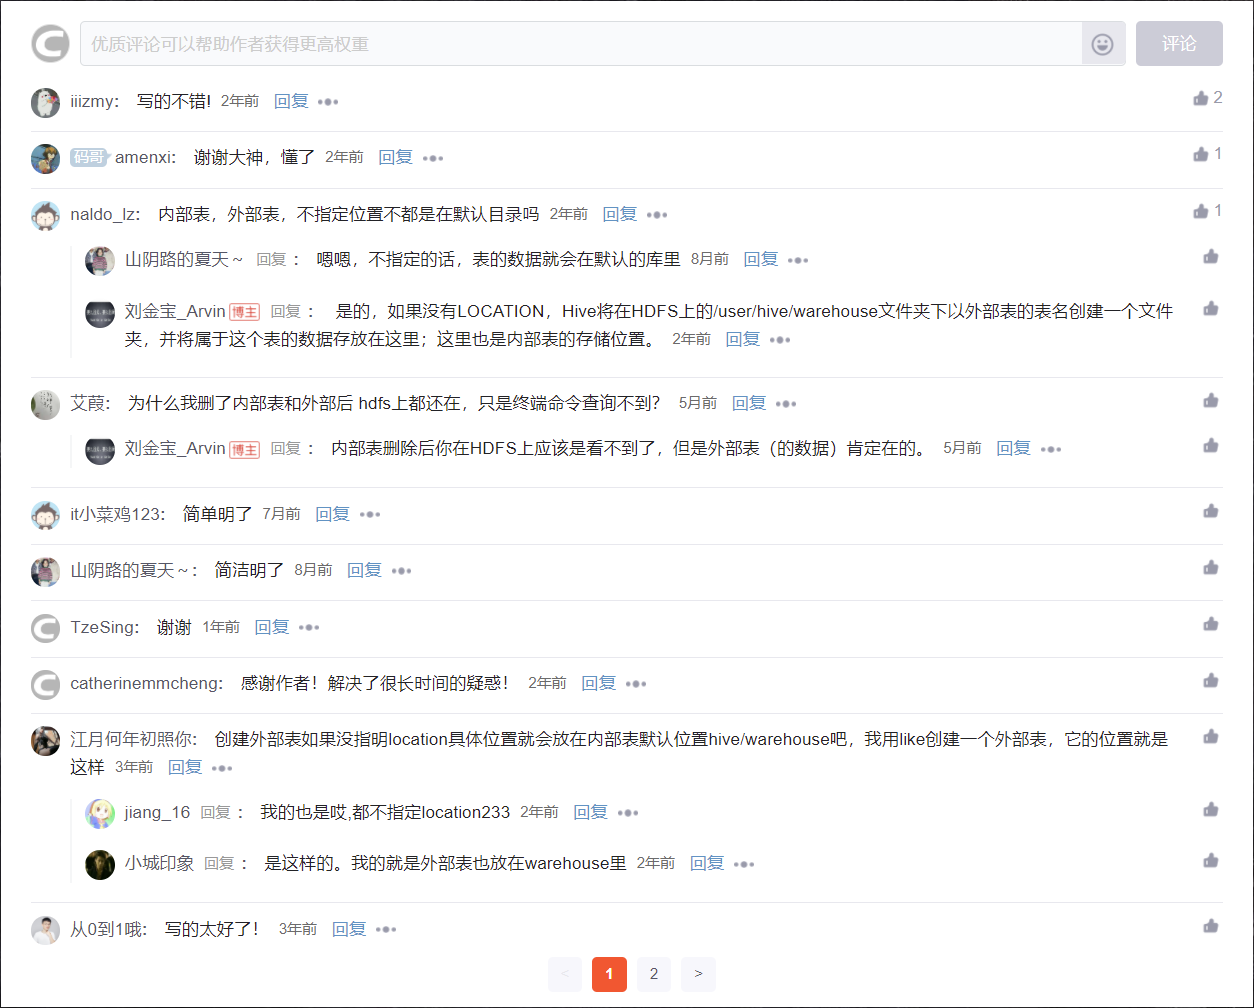 优质评论可以帮助作者获得更高权重 评论
iiizmy： 写的不错! 2年前 回复 2
码哥 amenxi： 谢谢大神，懂了 2年前 回复 1
naldo_lz： 内部表，外部表，不指定位置不都是在默认目录吗 2年前 回复 1
山阴路的夏天～ 回复 ： 嗯嗯，不指定的话，表的数据就会在默认的库里 8月前 回复
刘金宝_Arvin 博主 回复 ： 是的，如果没有LOCATION，Hive将在HDFS上的/user/hive/warehouse文件夹下以外部表的表名创建一个文件
夹，并将属于这个表的数据存放在这里；这里也是内部表的存储位置。 2年前 回复
艾葭： 为什么我删了内部表和外部后 hdfs上都还在，只是终端命令查询不到？ 5月前 回复
刘金宝_Arvin 博主 回复 ： 内部表删除后你在HDFS上应该是看不到了，但是外部表（的数据）肯定在的。 5月前 回复
it小菜鸡123： 简单明了 7月前 回复
山阴路的夏天～： 简洁明了 8月前 回复
TzeSing： 谢谢 1年前 回复
catherinemmcheng： 感谢作者！解决了很长时间的疑惑！ 2年前 回复
江月何年初照你： 创建外部表如果没指明location具体位置就会放在内部表默认位置hive/warehouse吧，我用like创建一个外部表，它的位置就是
这样 3年前 回复
jiang_16 回复 ： 我的也是哎,都不指定location233 2年前 回复
小城印象 回复 ： 是这样的。我的就是外部表也放在warehouse里 2年前 回复
从0到1哦： 写的太好了！ 3年前 回复
< 1 2 >